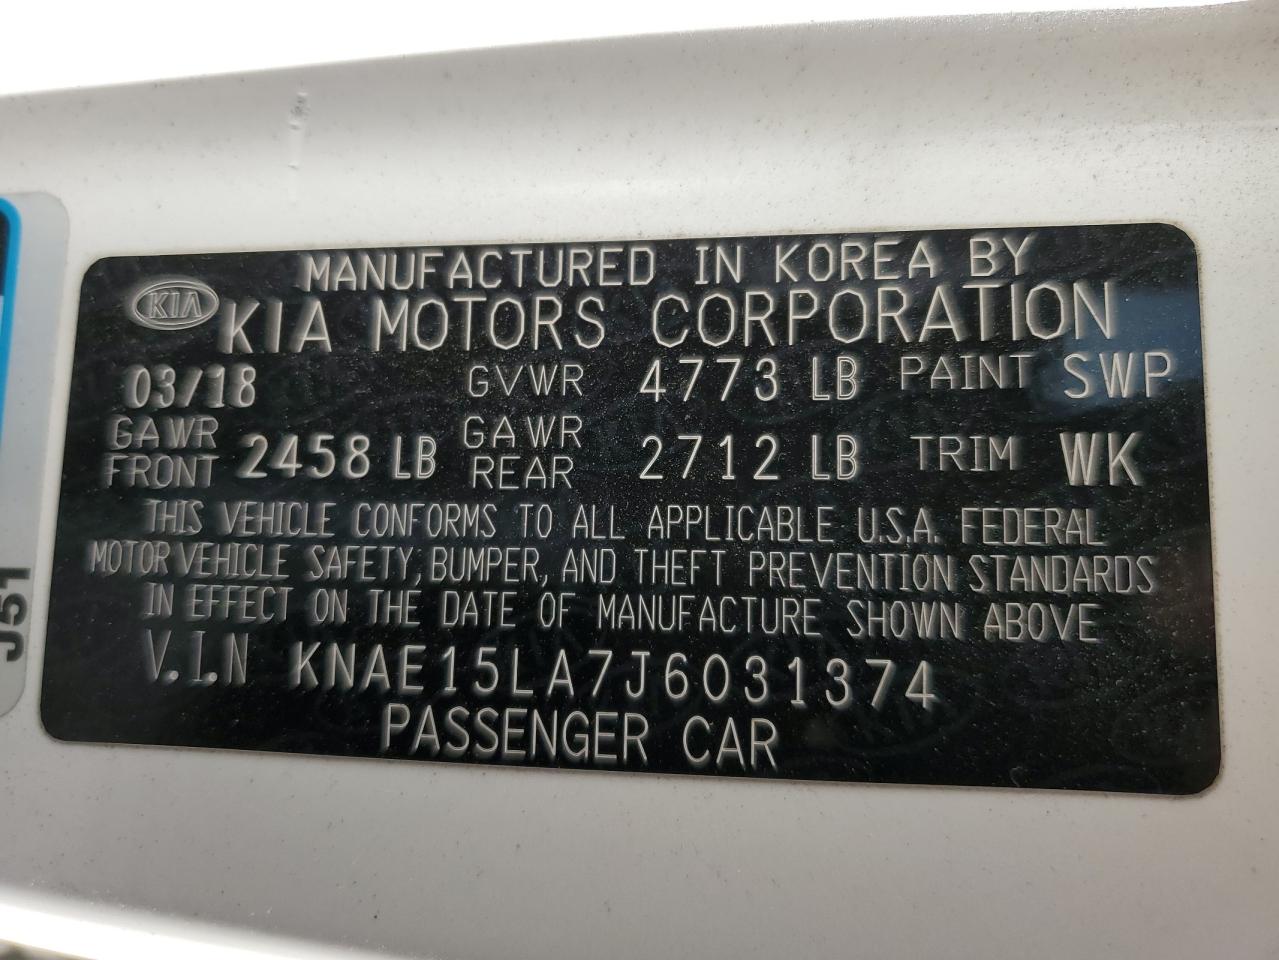 MANUFACTURED IN KOREA BY
KIA
KIA MOTORS CORPORATION
03/18 GVWR 4773 LB PAINT SWP
GAWR FRONT 2458 LB GAWR REAR 2712 LB TRIM WK
THIS VEHICLE CONFORMS TO ALL APPLICABLE U.S.A. FEDERAL
MOTOR VEHICLE SAFETY, BUMPER, AND THEFT PREVENTION STANDARDS
IN EFFECT ON THE DATE OF MANUFACTURE SHOWN ABOVE
V.I.N KNAE15LA7J6031374
PASSENGER CAR
J51